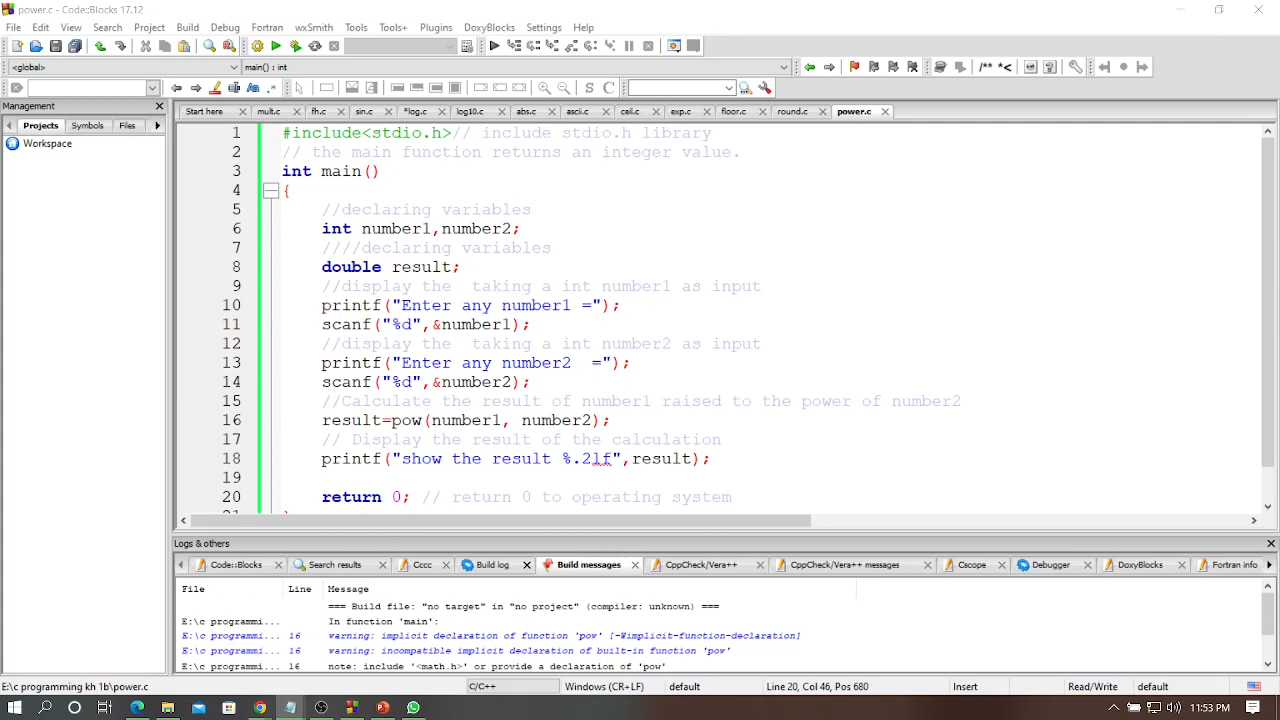 power.c - Code::Blocks 17.12
File Edit View Search Project Build Debug Fortran wxSmith Tools Tools+ Plugins DoxyBlocks Settings Help
<global> main() : int
/** *<
S C
Management
Start here mult.c fh.c sin.c *log.c log10.c abs.c ascii.c ceil.c exp.c floor.c round.c power.c
Projects Symbols Files
Workspace
1 #include<stdio.h>// include stdio.h library
2 // the main function returns an integer value.
3 int main()
4 {
5 //declaring variables
6 int number1,number2;
7 ////declaring variables
8 double result;
9 //display the  taking a int number1 as input
10 printf("Enter any number1 =");
11 scanf("%d",&number1);
12 //display the  taking a int number2 as input
13 printf("Enter any number2  =");
14 scanf("%d",&number2);
15 //Calculate the result of number1 raised to the power of number2
16 result=pow(number1, number2);
17 // Display the result of the calculation
18 printf("show the result %.2lf",result);
19
20 return 0; // return 0 to operating system
Logs & others
Code::Blocks Search results Cccc Build log Build messages CppCheck/Vera++ CppCheck/Vera++ messages Cscope Debugger DoxyBlocks Fortran info
File Line Message
=== Build file: "no target" in "no project" (compiler: unknown) ===
E:\c programmi... In function 'main':
E:\c programmi... 16 warning: implicit declaration of function 'pow' [-Wimplicit-function-declaration]
E:\c programmi... 16 warning: incompatible implicit declaration of built-in function 'pow'
E:\c programmi... 16 note: include '<math.h>' or provide a declaration of 'pow'
E:\c programming kh 1b\power.c C/C++ Windows (CR+LF) default Line 20, Col 46, Pos 680 Insert Read/Write default
11:53 PM